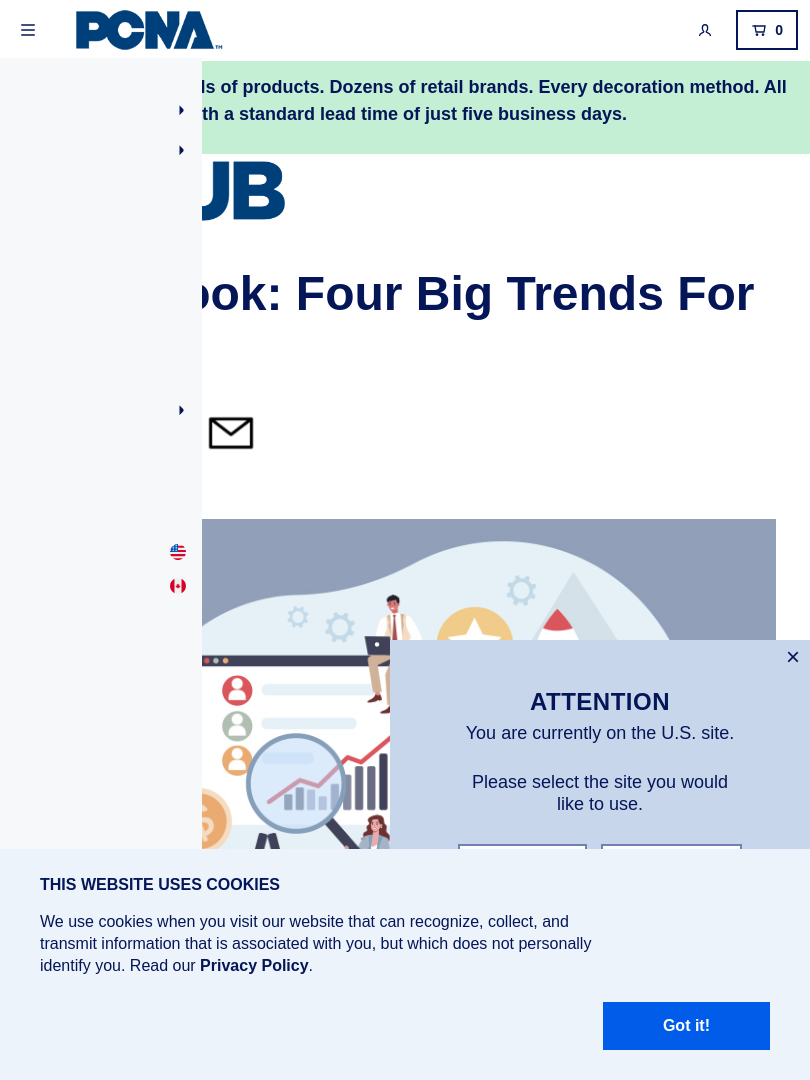 PCNA™
0
of products. Dozens of retail brands. Every decoration method. All
a standard lead time of just five business days.
UB
Four Big Trends For
×
ATTENTION
You are currently on the U.S. site.
Please select the site you would
like to use.
THIS WEBSITE USES COOKIES
We use cookies when you visit our website that can recognize, collect, and
transmit information that is associated with you, but which does not personally
identify you. Read our Privacy Policy.
Got it!